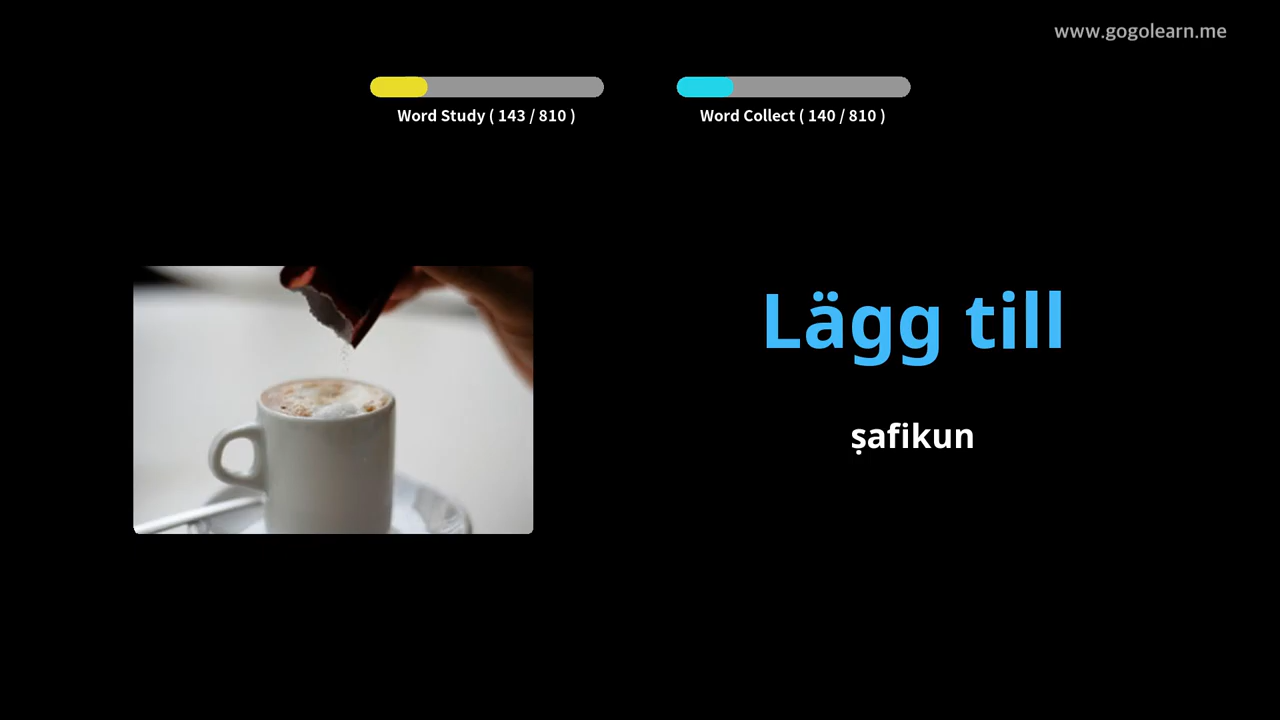 www.gogolearn.me
Word Study ( 143 / 810 )
Word Collect ( 140 / 810 )
Lägg till
ṣafikun